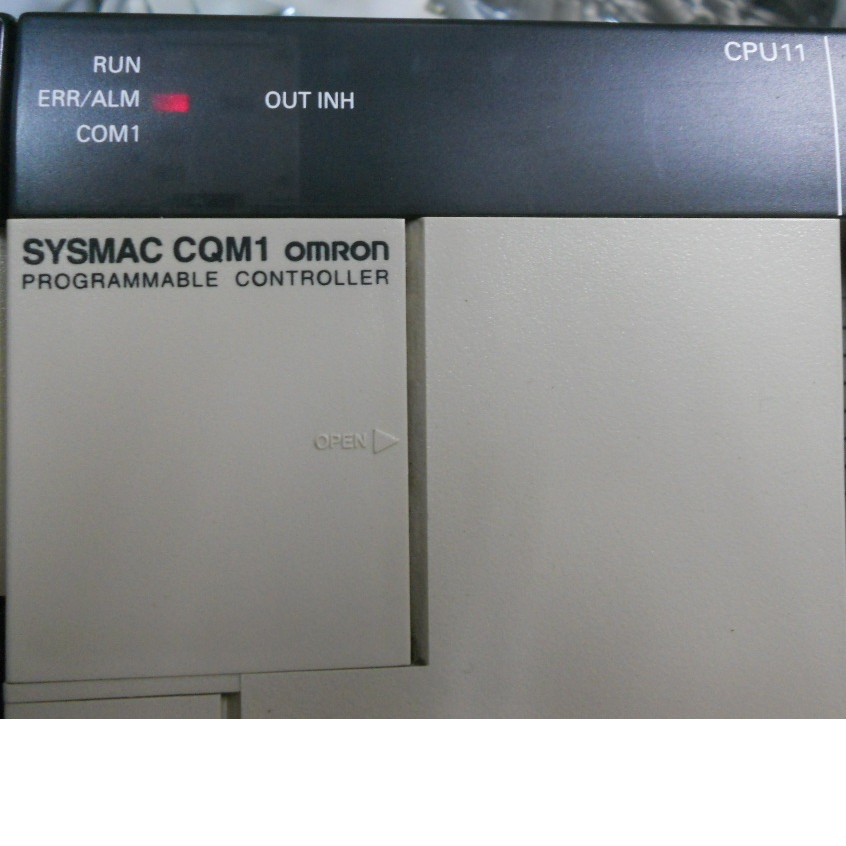 RUN
ERR/ALM
COM1
OUT INH
CPU11
SYSMAC CQM1 OMRON
PROGRAMMABLE CONTROLLER
OPEN